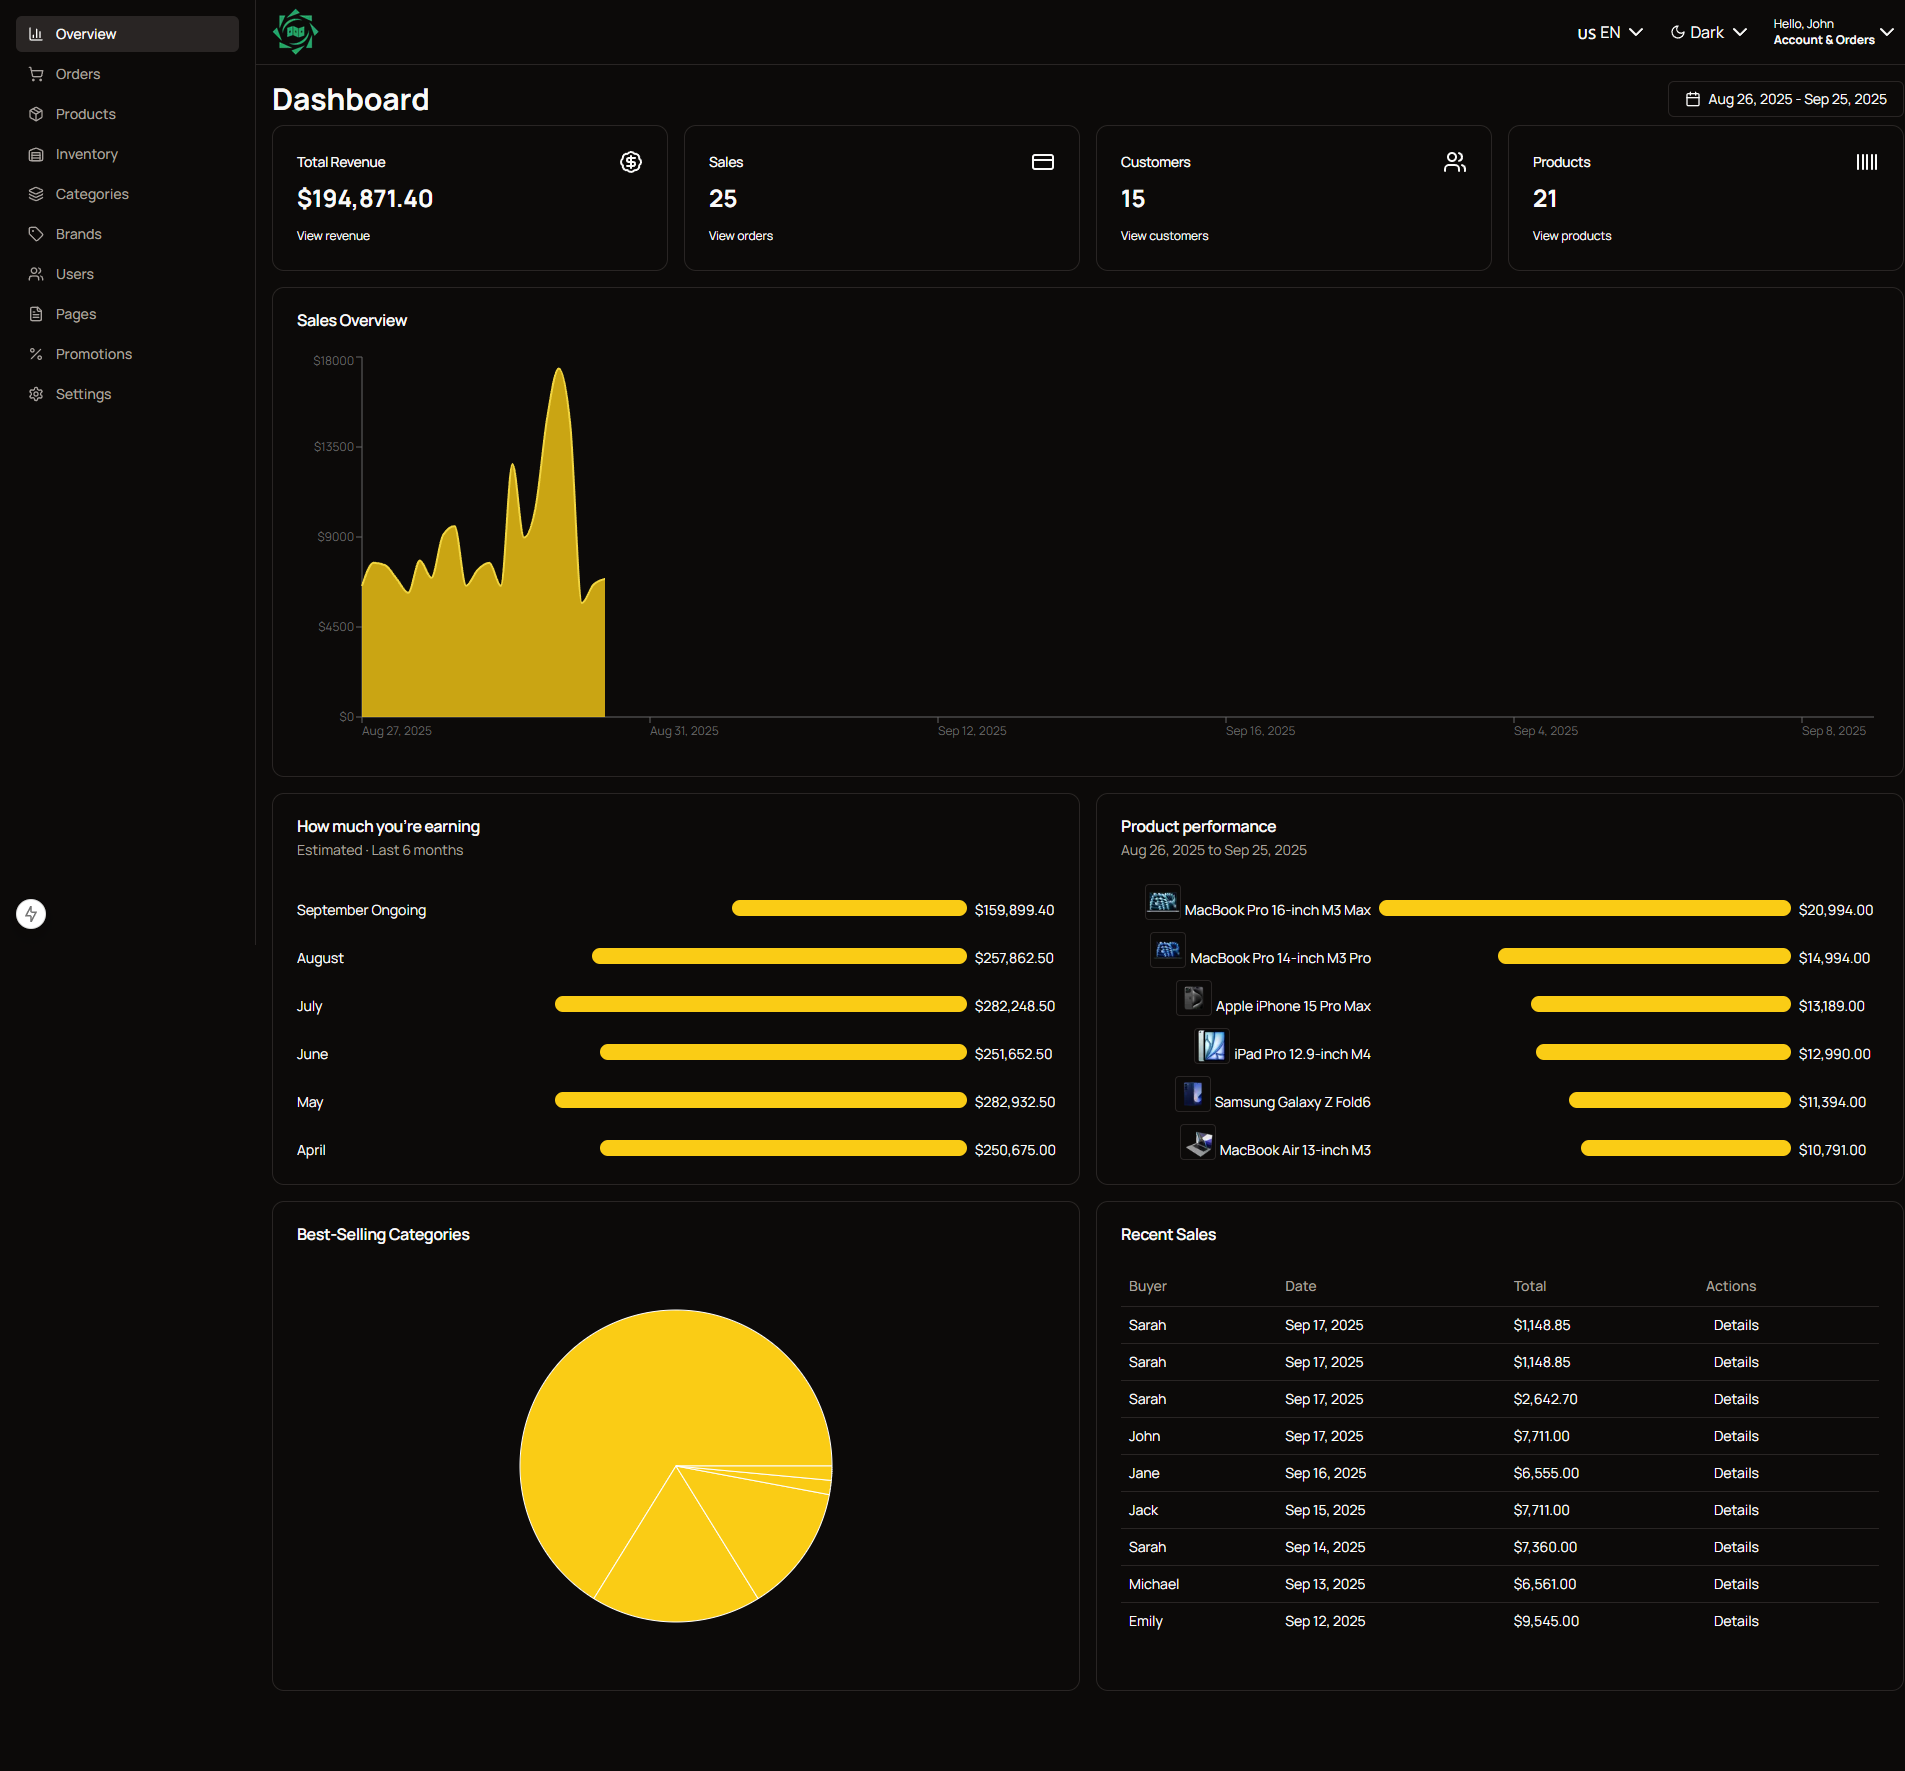 Overview
Orders
Products
Inventory
Categories
Brands
Users
Pages
Promotions
Settings
US EN
Dark
Hello, John
Account & Orders
Dashboard
Aug 26, 2025 - Sep 25, 2025
Total Revenue
$194,871.40
View revenue
Sales
25
View orders
Customers
15
View customers
Products
21
View products
Sales Overview
$18000
$13500
$9000
$4500
$0
Aug 27, 2025
Aug 31, 2025
Sep 12, 2025
Sep 16, 2025
Sep 4, 2025
Sep 8, 2025
How much you're earning
Estimated · Last 6 months
September Ongoing $159,899.40
August $257,862.50
July $282,248.50
June $251,652.50
May $282,932.50
April $250,675.00
Product performance
Aug 26, 2025 to Sep 25, 2025
MacBook Pro 16-inch M3 Max $20,994.00
MacBook Pro 14-inch M3 Pro $14,994.00
Apple iPhone 15 Pro Max $13,189.00
iPad Pro 12.9-inch M4 $12,990.00
Samsung Galaxy Z Fold6 $11,394.00
MacBook Air 13-inch M3 $10,791.00
Best-Selling Categories
Recent Sales
Buyer Date Total Actions
Sarah Sep 17, 2025 $1,148.85 Details
Sarah Sep 17, 2025 $1,148.85 Details
Sarah Sep 17, 2025 $2,642.70 Details
John Sep 17, 2025 $7,711.00 Details
Jane Sep 16, 2025 $6,555.00 Details
Jack Sep 15, 2025 $7,711.00 Details
Sarah Sep 14, 2025 $7,360.00 Details
Michael Sep 13, 2025 $6,561.00 Details
Emily Sep 12, 2025 $9,545.00 Details